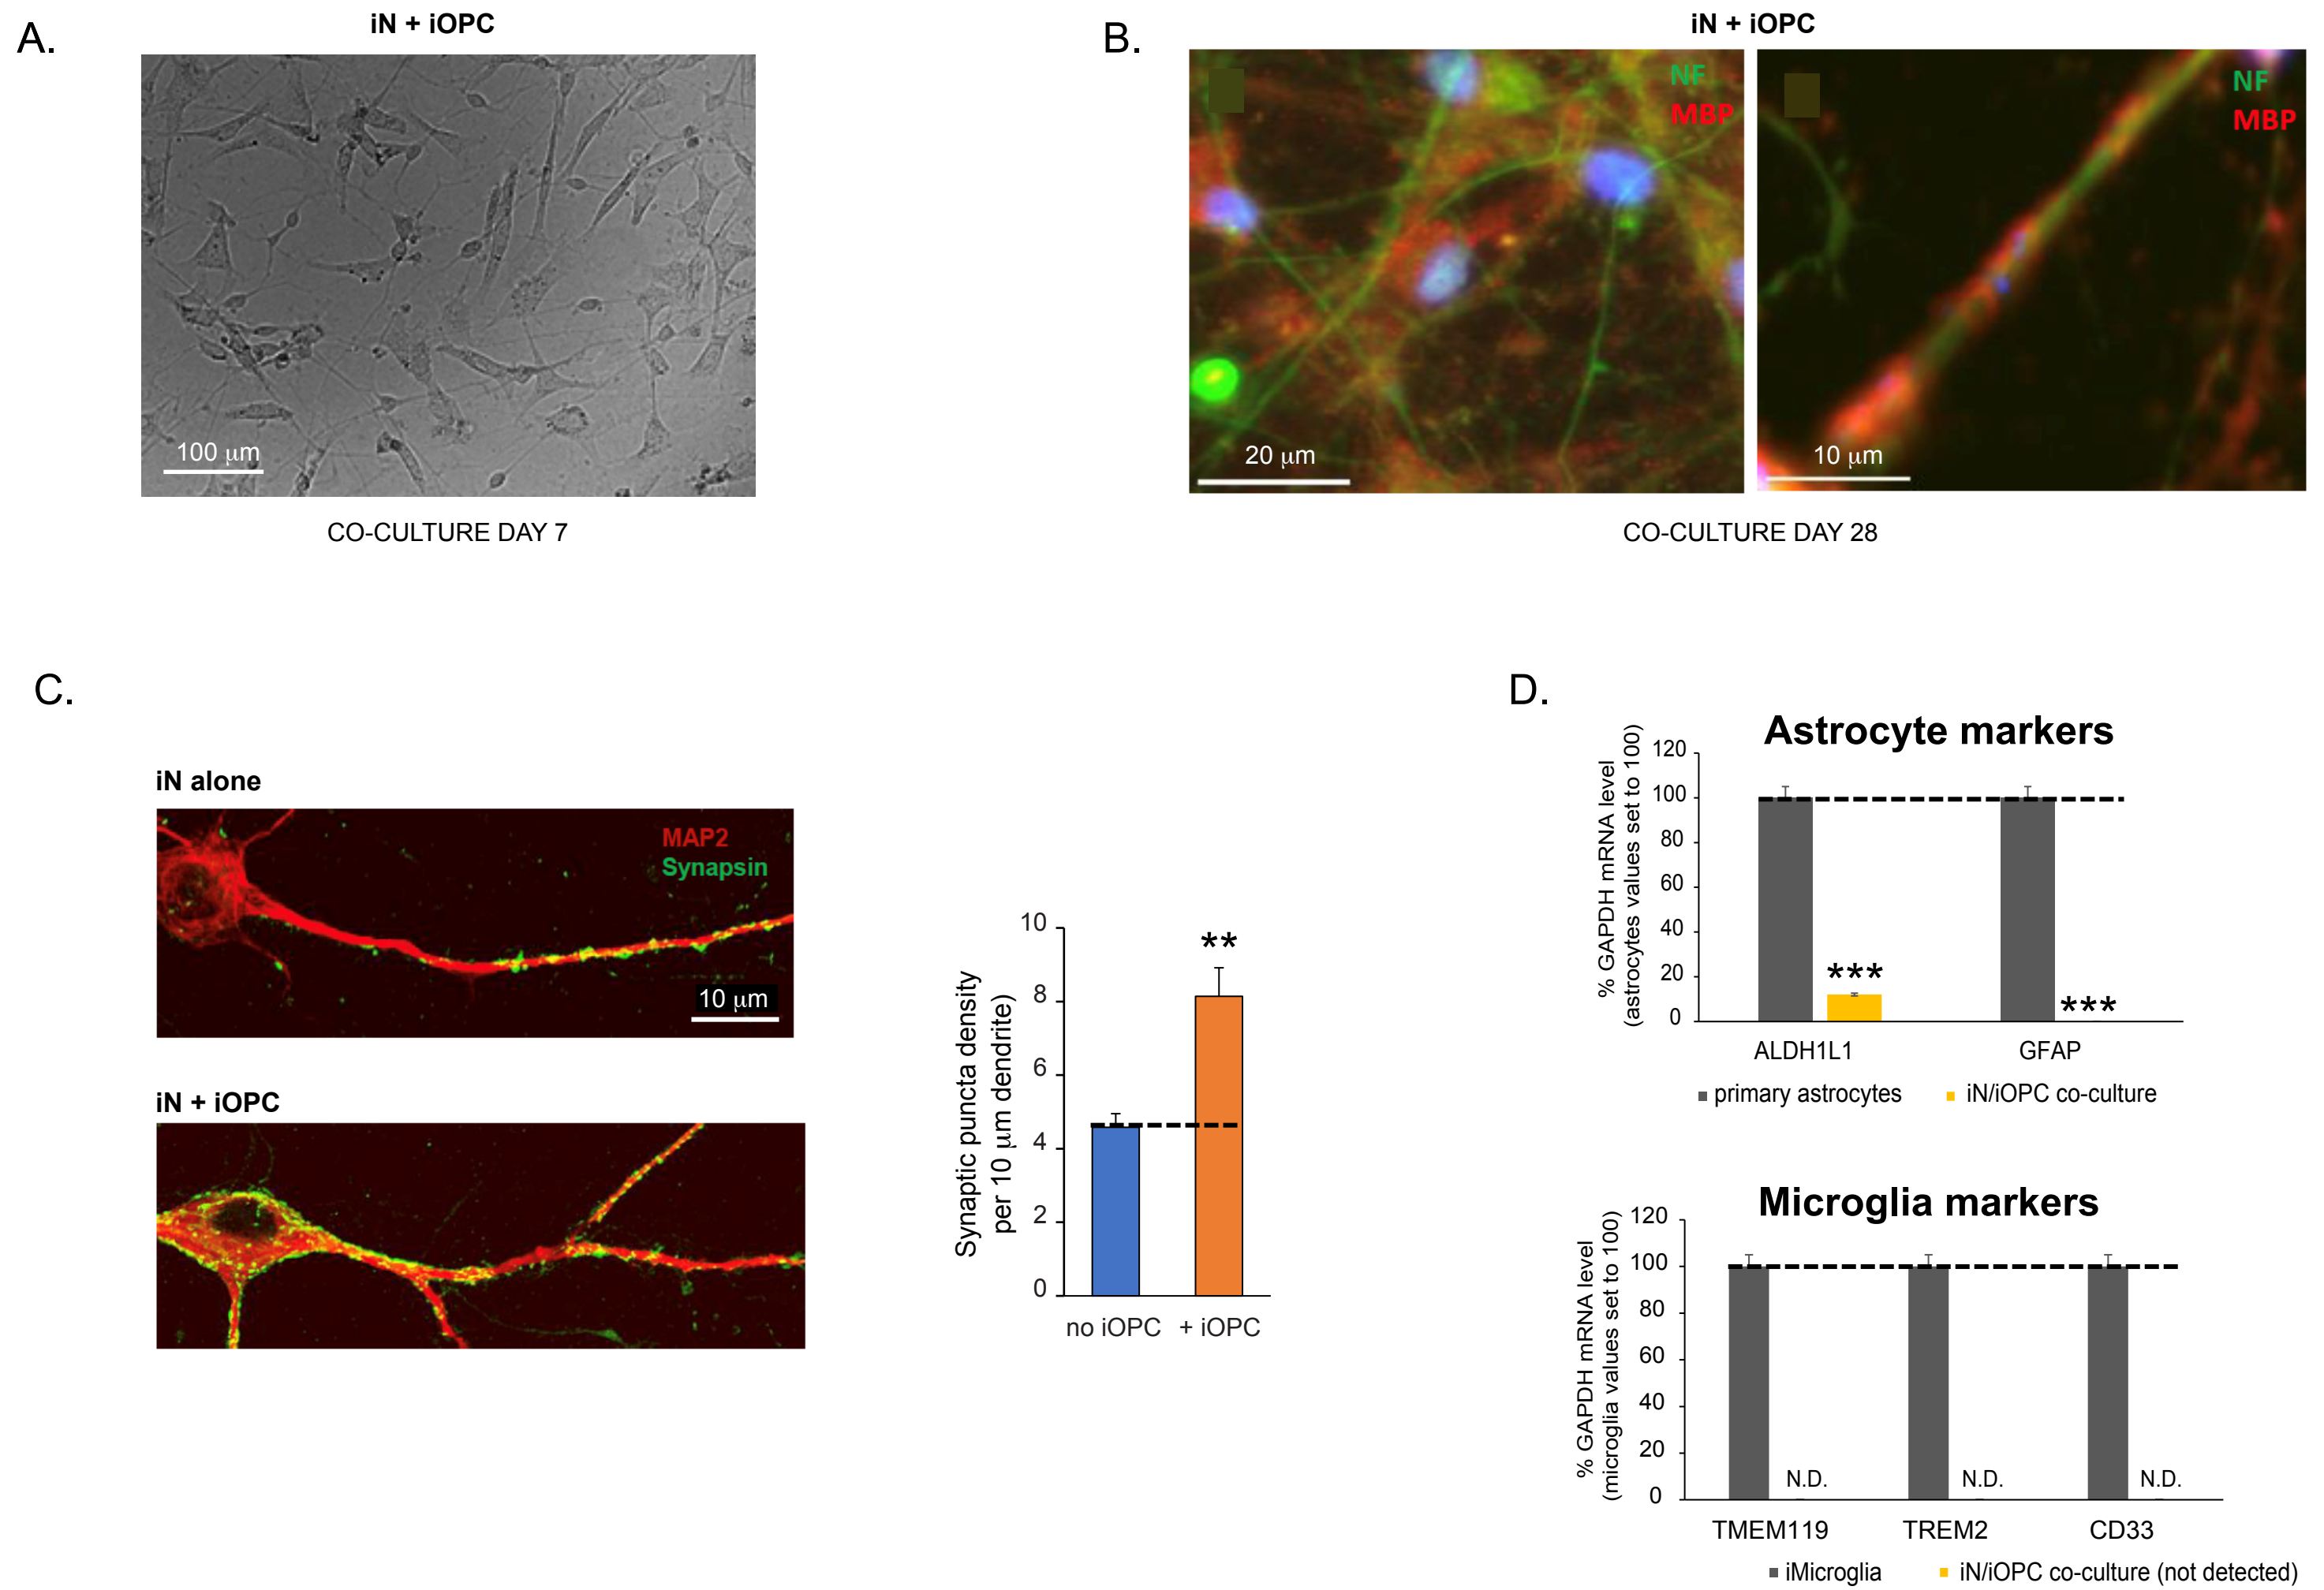 A.
iN + iOPC
100 μm
CO-CULTURE DAY 7
B.
iN + iOPC
NF
MBP
20 μm
NF
MBP
10 μm
CO-CULTURE DAY 28
C.
iN alone
MAP2
Synapsin
10 μm
iN + iOPC
Synaptic puncta density
per 10 μm dendrite)
10
8
6
4
2
0
**
no iOPC
+ iOPC
D.
Astrocyte markers
% GAPDH mRNA level
(astrocytes values set to 100)
120
100
80
60
40
20
0
***
***
ALDH1L1
GFAP
primary astrocytes
iN/iOPC co-culture
Microglia markers
% GAPDH mRNA level
(microglia values set to 100)
120
100
80
60
40
20
0
N.D.
N.D.
N.D.
TMEM119
TREM2
CD33
iMicroglia
iN/iOPC co-culture (not detected)